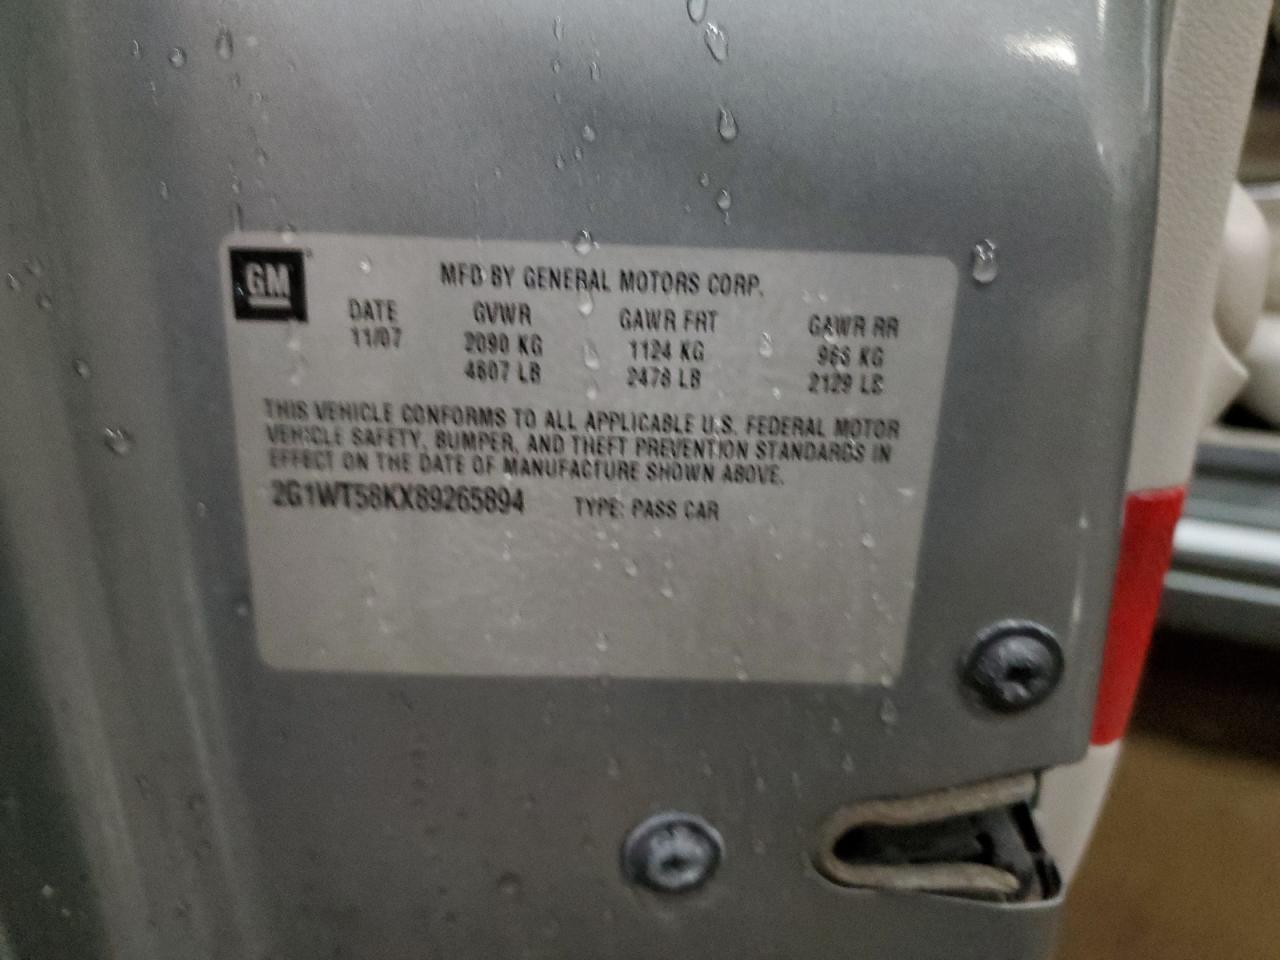 GM
MFD BY GENERAL MOTORS CORP.
DATE GVWR GAWR FRT GAWR RR
11/07 2090 KG 1124 KG 966 KG
4607 LB 2478 LB 2129 LB
THIS VEHICLE CONFORMS TO ALL APPLICABLE U.S. FEDERAL MOTOR
VEHICLE SAFETY, BUMPER, AND THEFT PREVENTION STANDARDS IN
EFFECT ON THE DATE OF MANUFACTURE SHOWN ABOVE.
2G1WT58KX89265894 TYPE: PASS CAR